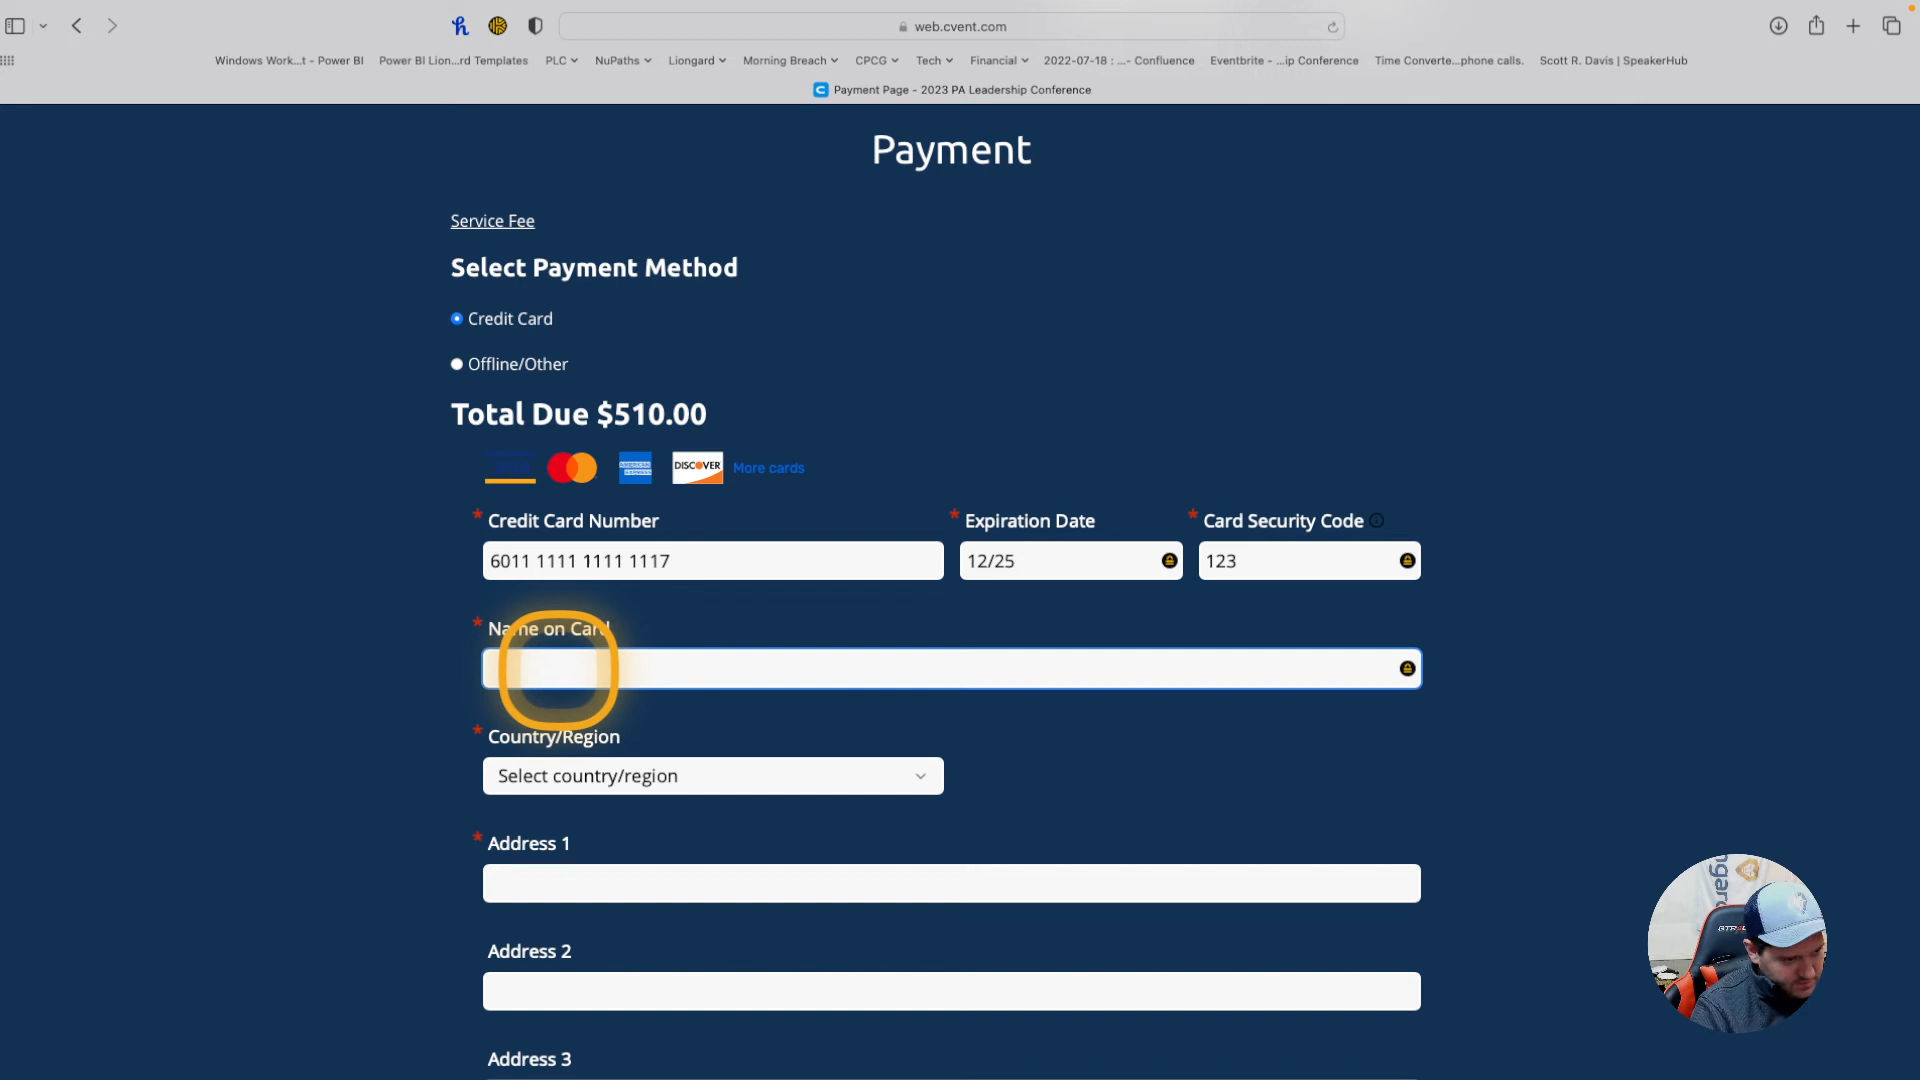 web.cvent.com
Windows Work...t - Power BI Power BI Lion...rd Templates PLC NuPaths Liongard Morning Breach CPCG Tech Financial 2022-07-18 : ...- Confluence Eventbrite - ...ip Conference Time Converte...phone calls. Scott R. Davis | SpeakerHub
Payment Page - 2023 PA Leadership Conference
Payment
Service Fee
Select Payment Method
Credit Card
Offline/Other
Total Due $510.00
AMERICAN EXPRESS DISCOVER More cards
* Credit Card Number * Expiration Date * Card Security Code
6011 1111 1111 1117 12/25 123
* Name on Card
* Country/Region
Select country/region
* Address 1
Address 2
Address 3